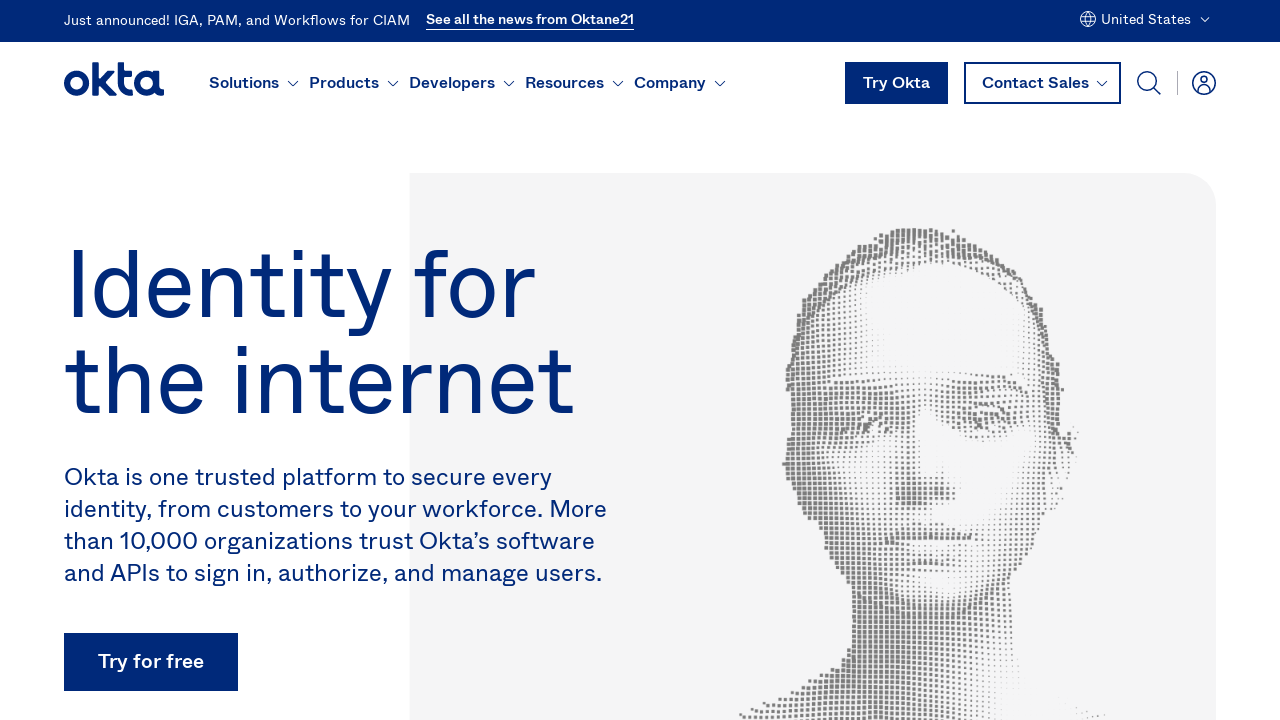 Just announced! IGA, PAM, and Workflows for CIAM See all the news from Oktane21 United States
okta Solutions Products Developers Resources Company Try Okta Contact Sales
Identity for
the internet
Okta is one trusted platform to secure every
identity, from customers to your workforce. More
than 10,000 organizations trust Okta’s software
and APIs to sign in, authorize, and manage users.
Try for free